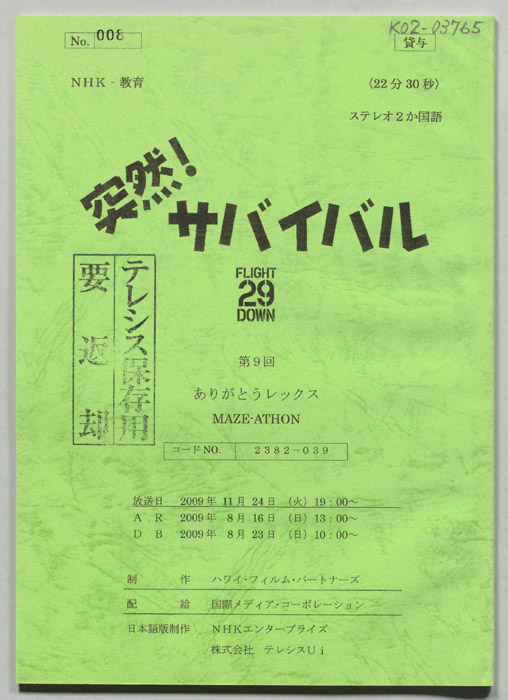 No. 008
K02-03765
貸与
NHK - 教育
〈22分30秒〉
ステレオ2か国語
突然!
サバイバル
FLIGHT
29
DOWN
テレシス保存用
要返却
第9回
ありがとうレックス
MAZE-ATHON
コードNO. 2382-039
放送日 2009年 11月 24日 (火) 19:00~
A R 2009年 8月 16日 (日) 13:00~
D B 2009年 8月 23日 (日) 10:00~
制作 ハワイ・フィルム・パートナーズ
配給 国際メディア・コーポレーション
日本語版制作 NHKエンタープライズ
株式会社 テレシスUi